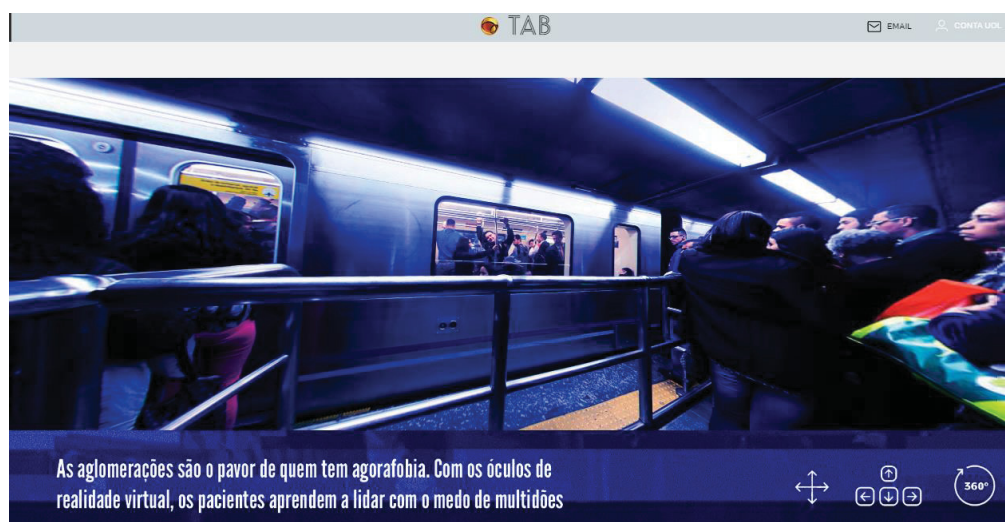 TAB
EMAIL
CONTA UOL
As aglomerações são o pavor de quem tem agorafobia. Com os óculos de
realidade virtual, os pacientes aprendem a lidar com o medo de multidões
360°